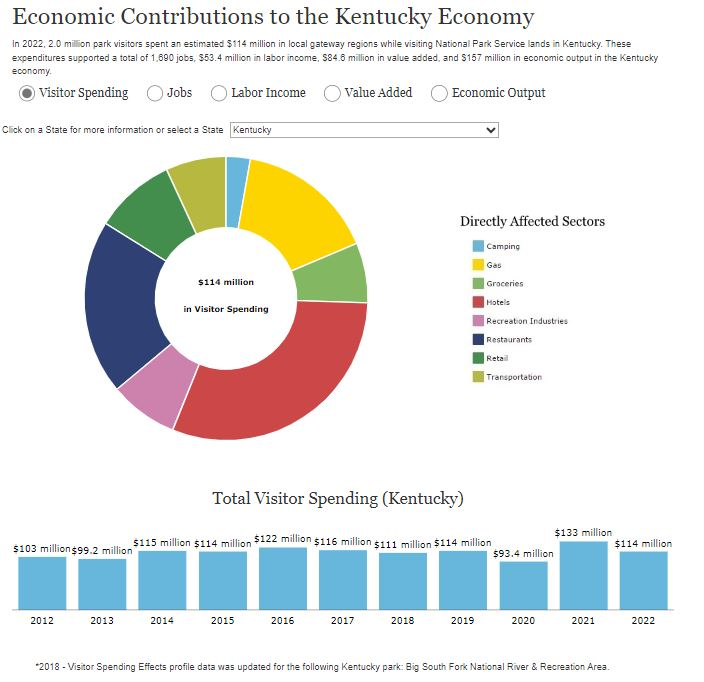 Economic Contributions to the Kentucky Economy
In 2022, 2.0 million park visitors spent an estimated $114 million in local gateway regions while visiting National Park Service lands in Kentucky. These
expenditures supported a total of 1,690 jobs, $53.4 million in labor income, $84.6 million in value added, and $157 million in economic output in the Kentucky
economy.
Visitor Spending Jobs Labor Income Value Added Economic Output
Click on a State for more information or select a State Kentucky
$114 million
in Visitor Spending
Directly Affected Sectors
Camping
Gas
Groceries
Hotels
Recreation Industries
Restaurants
Retail
Transportation
Total Visitor Spending (Kentucky)
$103 million $99.2 million $115 million $114 million $122 million $116 million $111 million $114 million $93.4 million $133 million $114 million
2012 2013 2014 2015 2016 2017 2018 2019 2020 2021 2022
*2018 - Visitor Spending Effects profile data was updated for the following Kentucky park: Big South Fork National River & Recreation Area.